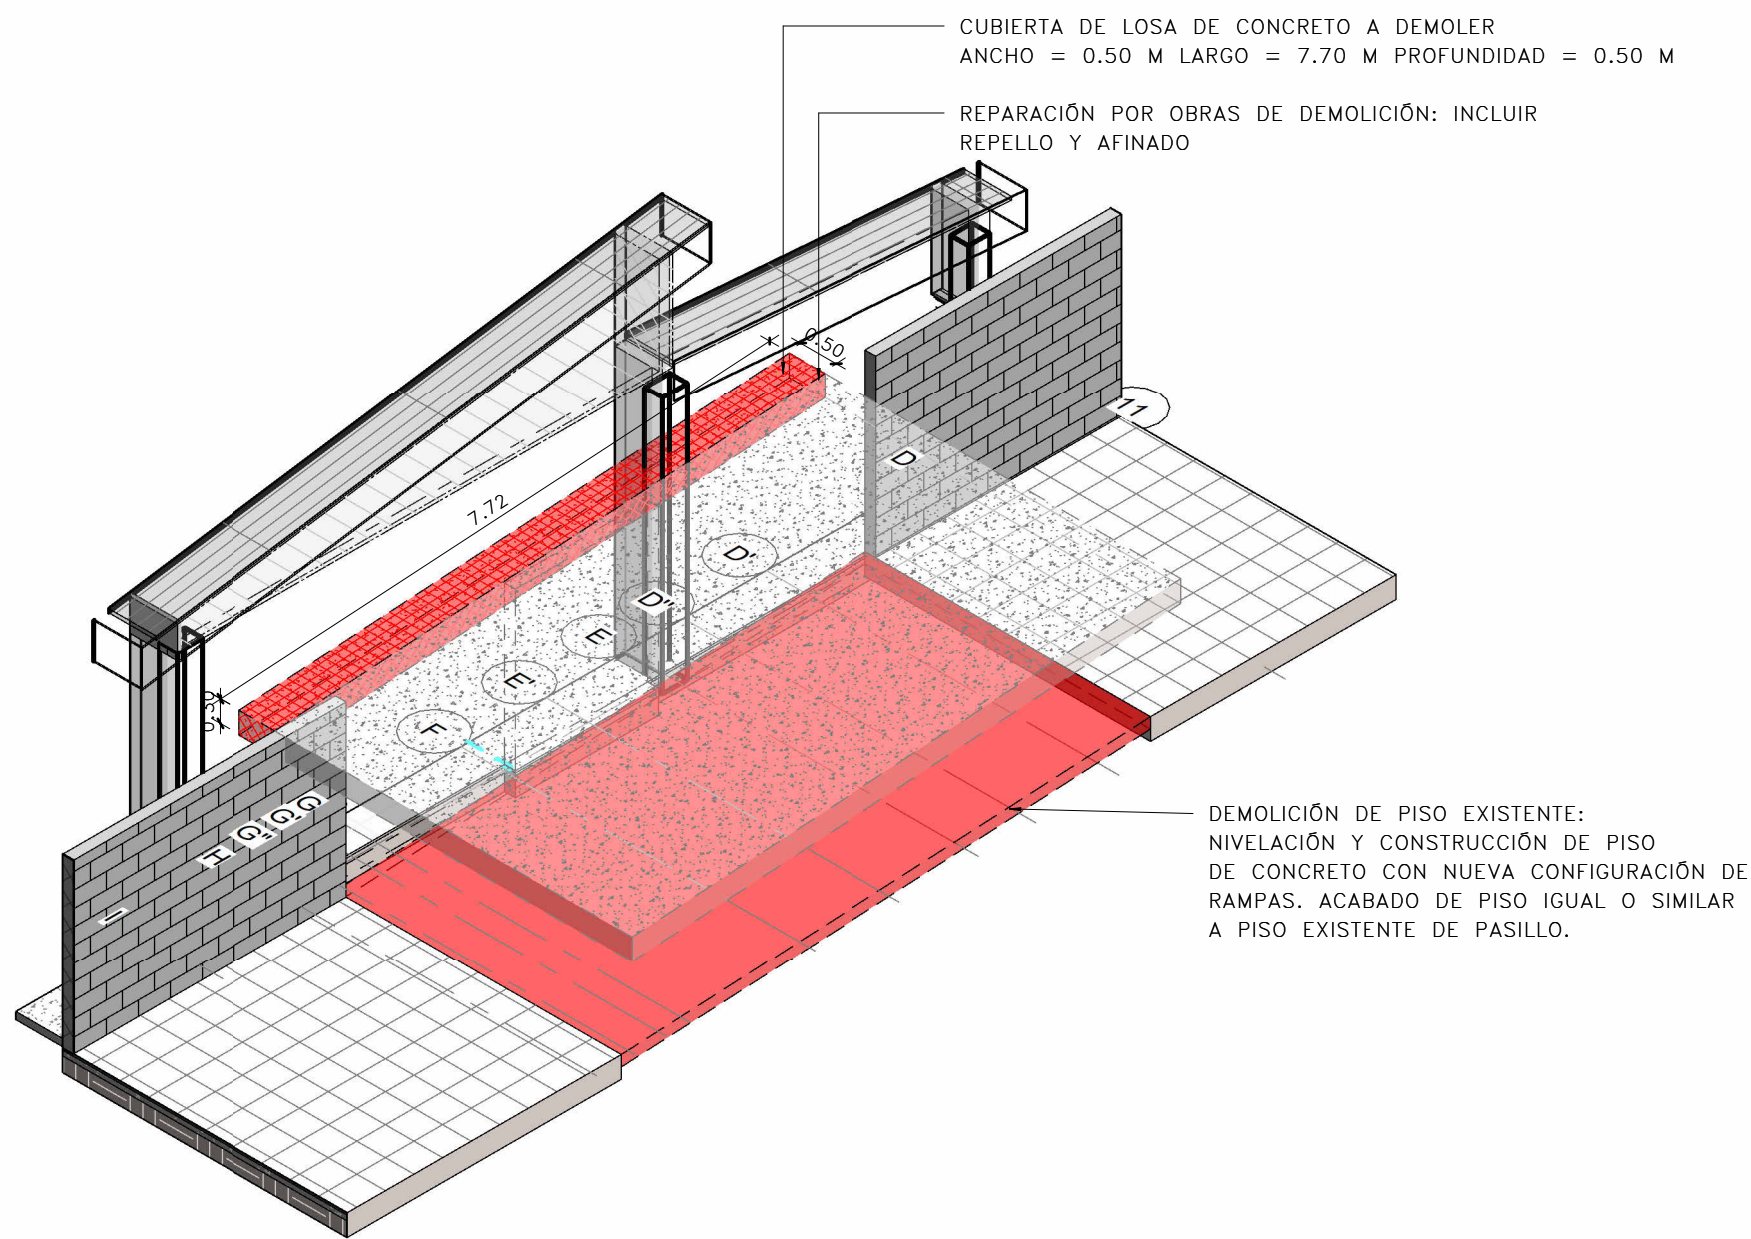 CUBIERTA DE LOSA DE CONCRETO A DEMOLER
ANCHO = 0.50 M LARGO = 7.70 M PROFUNDIDAD = 0.50 M
REPARACIÓN POR OBRAS DE DEMOLICIÓN: INCLUIR
REPELLO Y AFINADO
0.50
11
D
7.72
D'
D"
E
E'
F
G
G'
G"
H
I
DEMOLICIÓN DE PISO EXISTENTE:
NIVELACIÓN Y CONSTRUCCIÓN DE PISO
DE CONCRETO CON NUEVA CONFIGURACIÓN DE
RAMPAS. ACABADO DE PISO IGUAL O SIMILAR
A PISO EXISTENTE DE PASILLO.